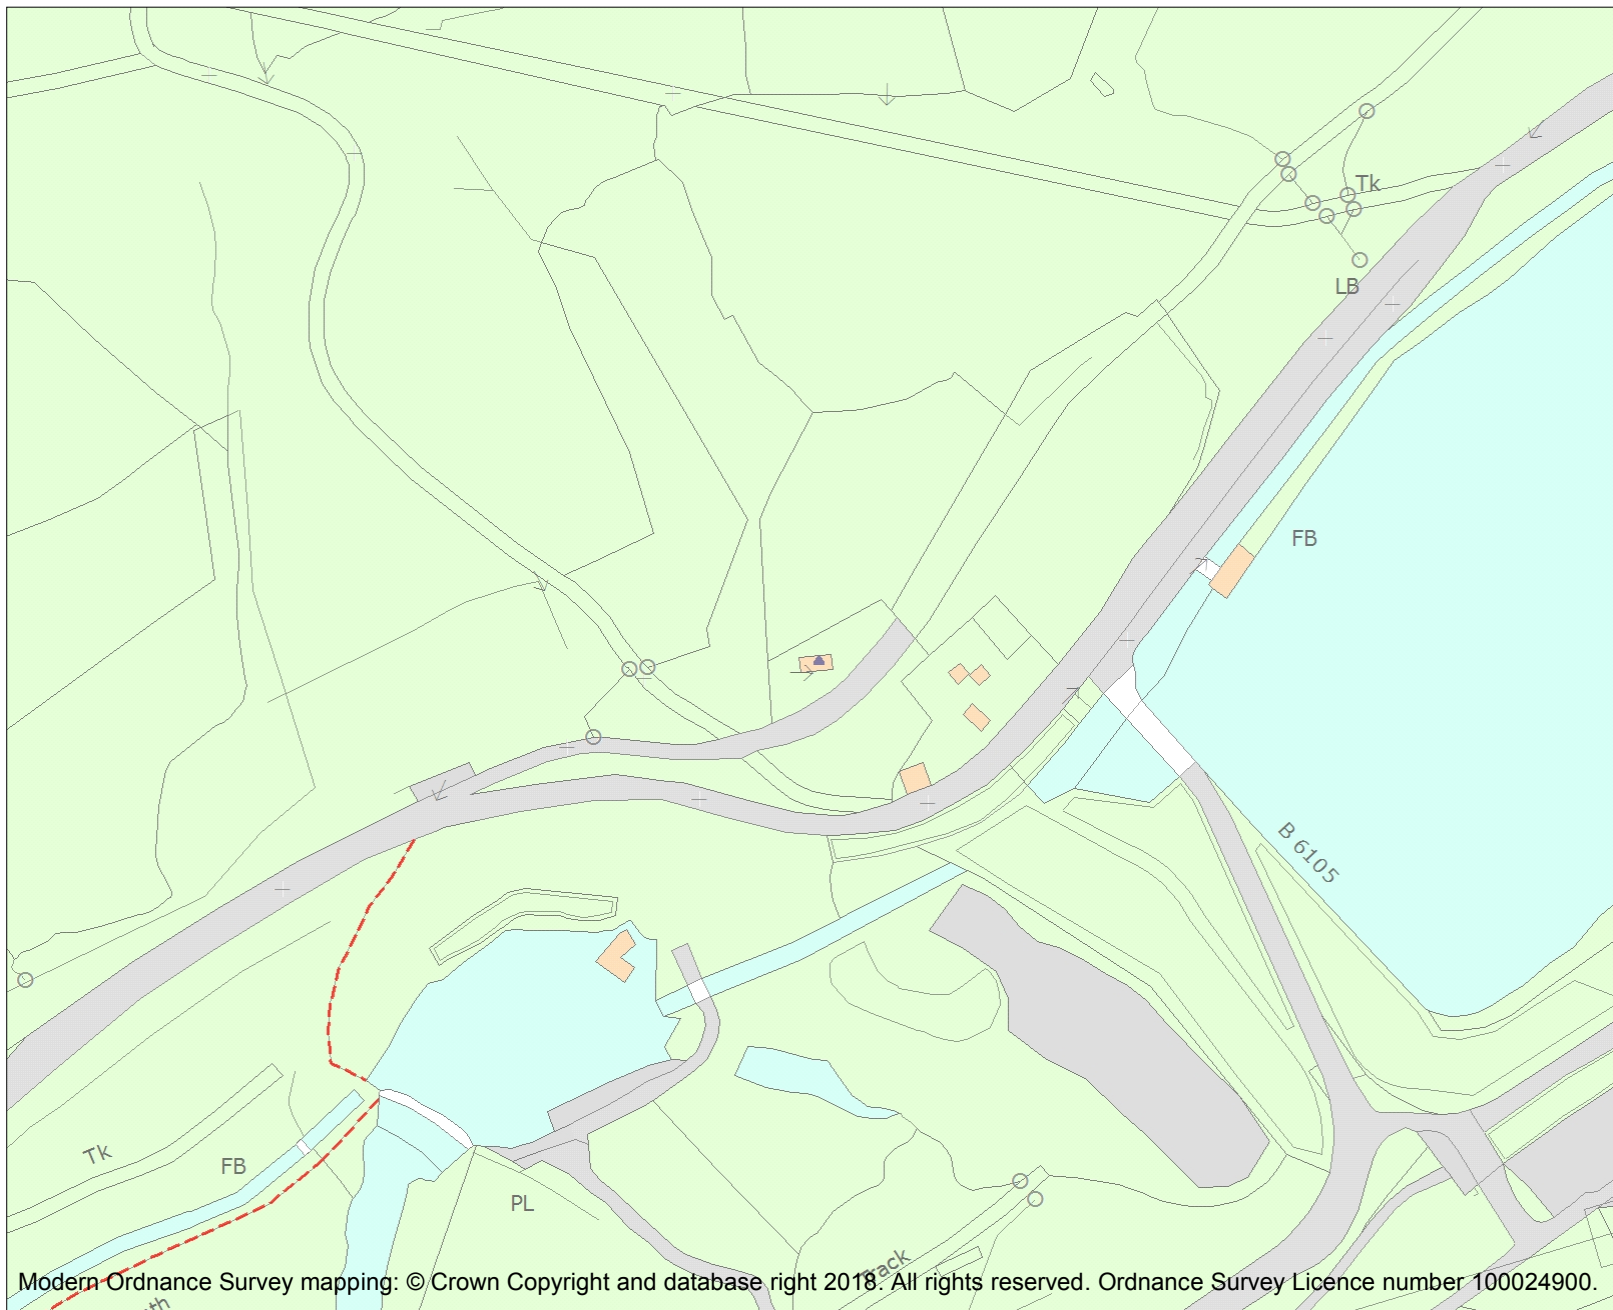 Tk
LB
FB
B 6105
Tk
FB
PL
Track
Modern Ordnance Survey mapping: © Crown Copyright and database right 2018. All rights reserved. Ordnance Survey Licence number 100024900.